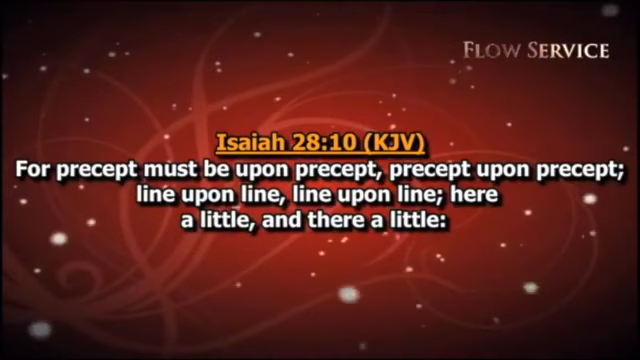 FLOW SERVICE
Isaiah 28:10 (KJV)
For precept must be upon precept, precept upon precept;
line upon line, line upon line; here
a little, and there a little: